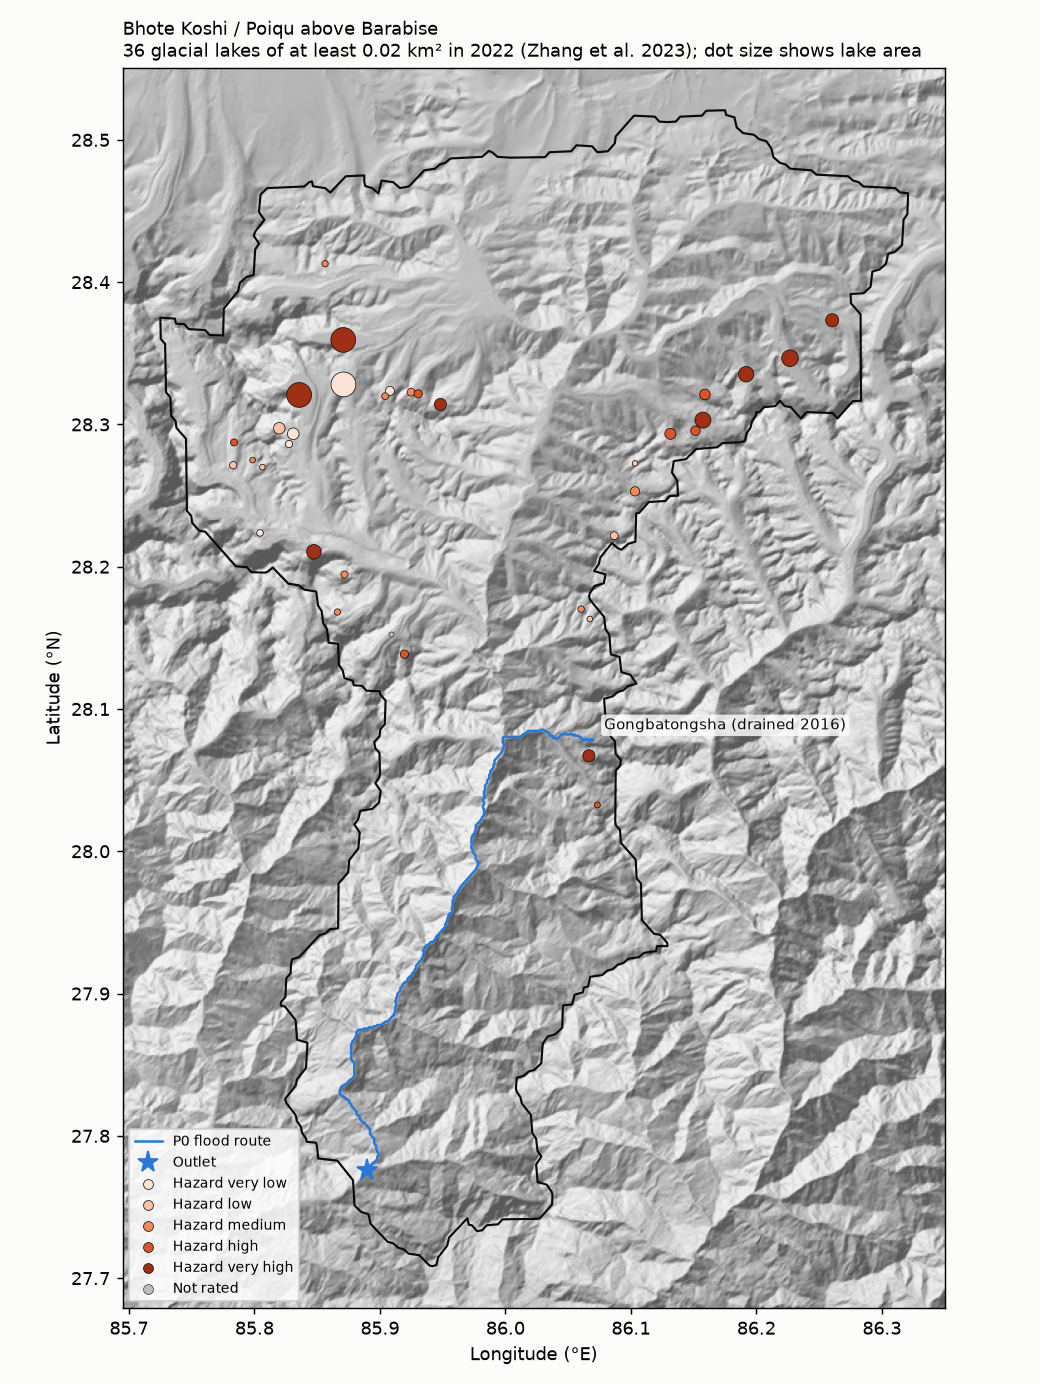 Bhote Koshi / Poiqu above Barabise
36 glacial lakes of at least 0.02 km² in 2022 (Zhang et al. 2023); dot size shows lake area
28.5
28.4
28.3
28.2
28.1
28.0
27.9
27.8
27.7
Latitude (°N)
Gongbatongsha (drained 2016)
P0 flood route
Outlet
Hazard very low
Hazard low
Hazard medium
Hazard high
Hazard very high
Not rated
85.7 85.8 85.9 86.0 86.1 86.2 86.3
Longitude (°E)